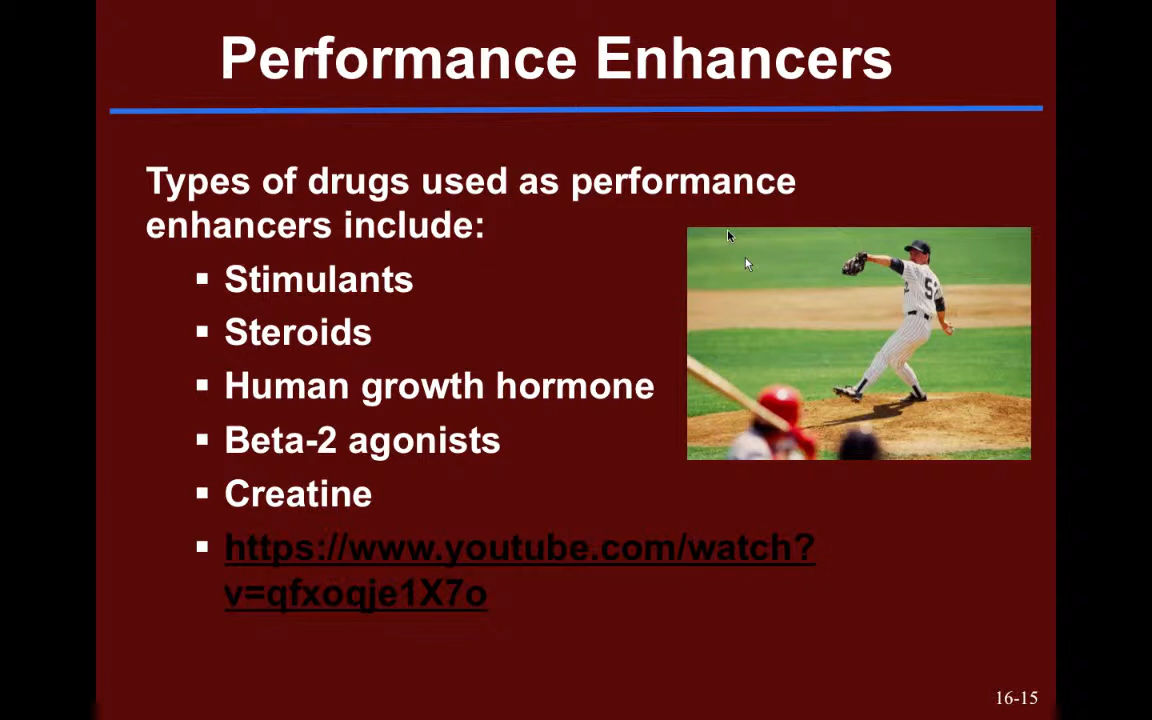 Performance Enhancers
Types of drugs used as performance
enhancers include:
▪ Stimulants
▪ Steroids
▪ Human growth hormone
▪ Beta-2 agonists
▪ Creatine
▪ https://www.youtube.com/watch?
v=qfxoqje1X7o
52
16-15